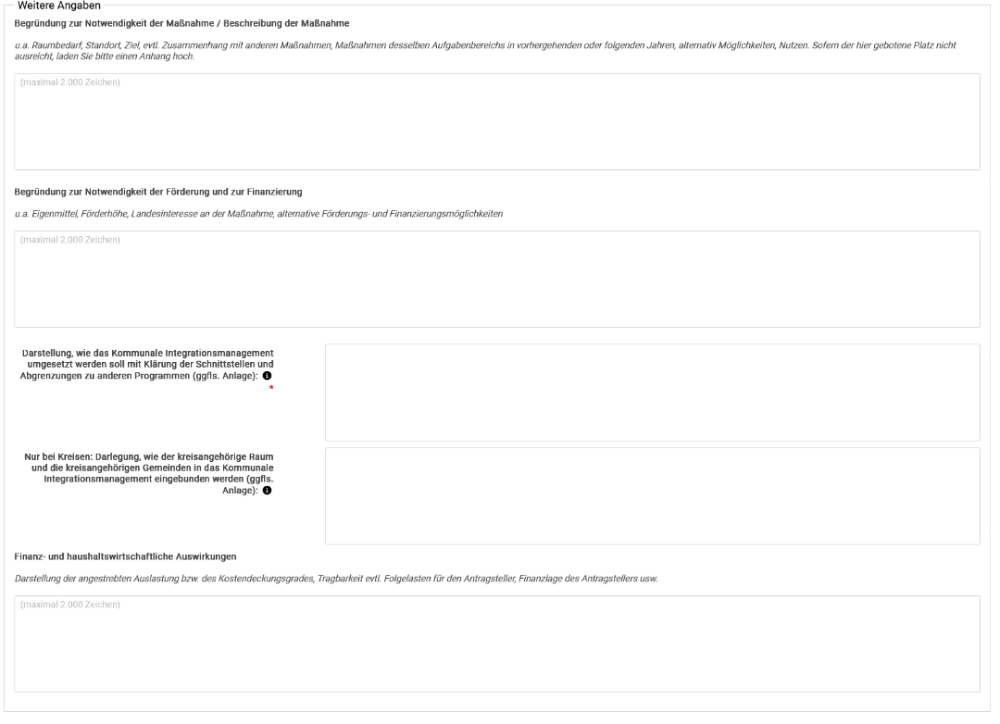 Weitere Angaben
Begründung zur Notwendigkeit der Maßnahme / Beschreibung der Maßnahme
u.a. Raumbedarf, Standort, Ziel, evtl. Zusammenhang mit anderen Maßnahmen, Maßnahmen desselben Aufgabenbereichs in vorhergehenden oder folgenden Jahren, alternativ Möglichkeiten, Nutzen. Sofern der hier gebotene Platz nicht
ausreicht, laden Sie bitte einen Anhang hoch.
(maximal 2.000 Zeichen)
Begründung zur Notwendigkeit der Förderung und zur Finanzierung
u.a. Eigenmittel, Förderhöhe, Landesinteresse an der Maßnahme, alternative Förderungs- und Finanzierungsmöglichkeiten
(maximal 2.000 Zeichen)
Darstellung, wie das Kommunale Integrationsmanagement
umgesetzt werden soll mit Klärung der Schnittstellen und
Abgrenzungen zu anderen Programmen (ggfls. Anlage):
*
Nur bei Kreisen: Darlegung, wie der kreisangehörige Raum
und die kreisangehörigen Gemeinden in das Kommunale
Integrationsmanagement eingebunden werden (ggfls.
Anlage):
Finanz- und haushaltswirtschaftliche Auswirkungen
Darstellung der angestrebten Auslastung bzw. des Kostendeckungsgrades, Tragbarkeit evtl. Folgelasten für den Antragsteller, Finanzlage des Antragstellers usw.
(maximal 2.000 Zeichen)